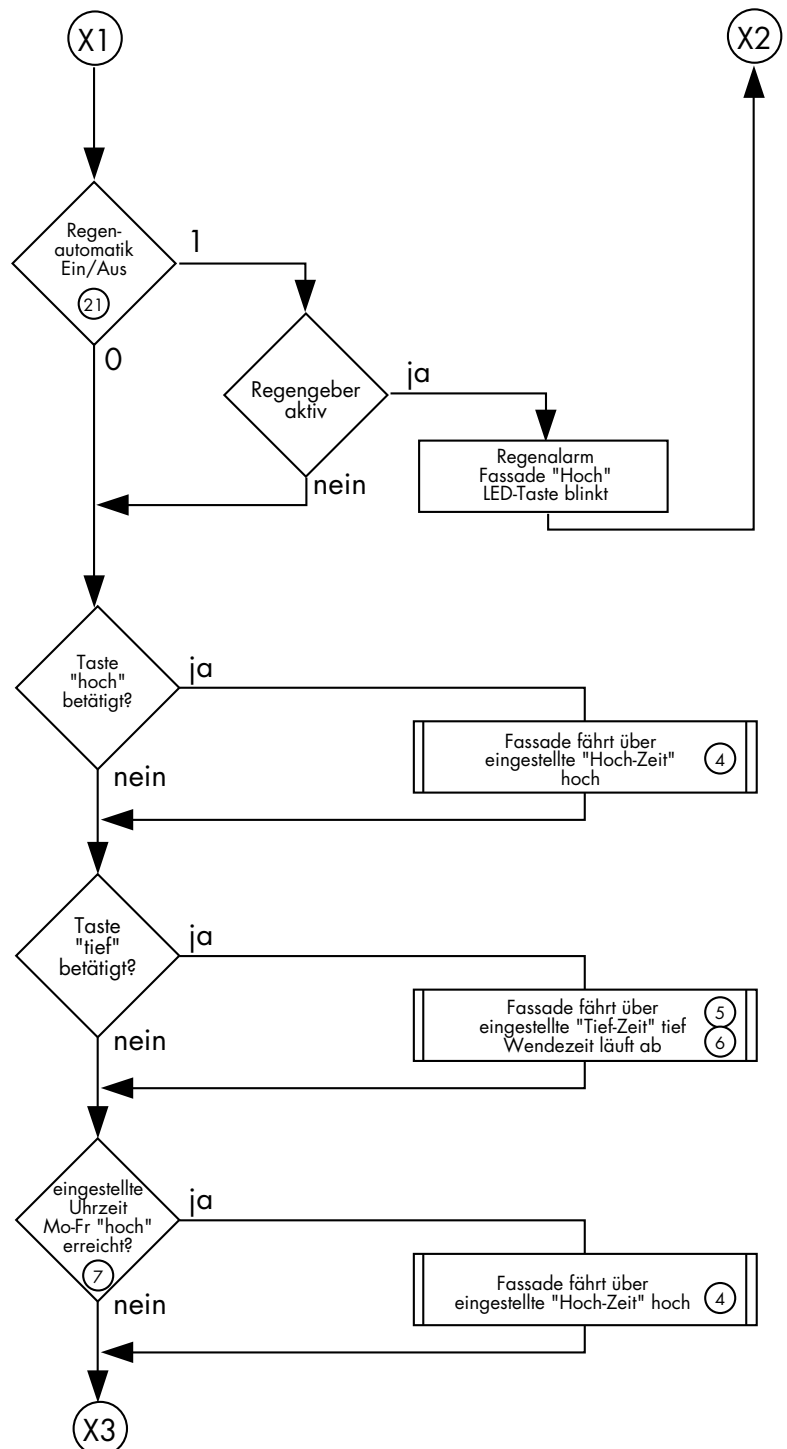 X1
X2
Regen-
automatik
Ein/Aus
21
1
0
Regengeber
aktiv
ja
nein
Regenalarm
Fassade "Hoch"
LED-Taste blinkt
Taste
"hoch"
betätigt?
ja
nein
Fassade fährt über
eingestellte "Hoch-Zeit"
hoch
4
Taste
"tief"
betätigt?
ja
nein
Fassade fährt über
eingestellte "Tief-Zeit" tief
Wendezeit läuft ab
5
6
eingestellte
Uhrzeit
Mo-Fr "hoch"
erreicht?
7
ja
nein
Fassade fährt über
eingestellte "Hoch-Zeit" hoch
4
X3